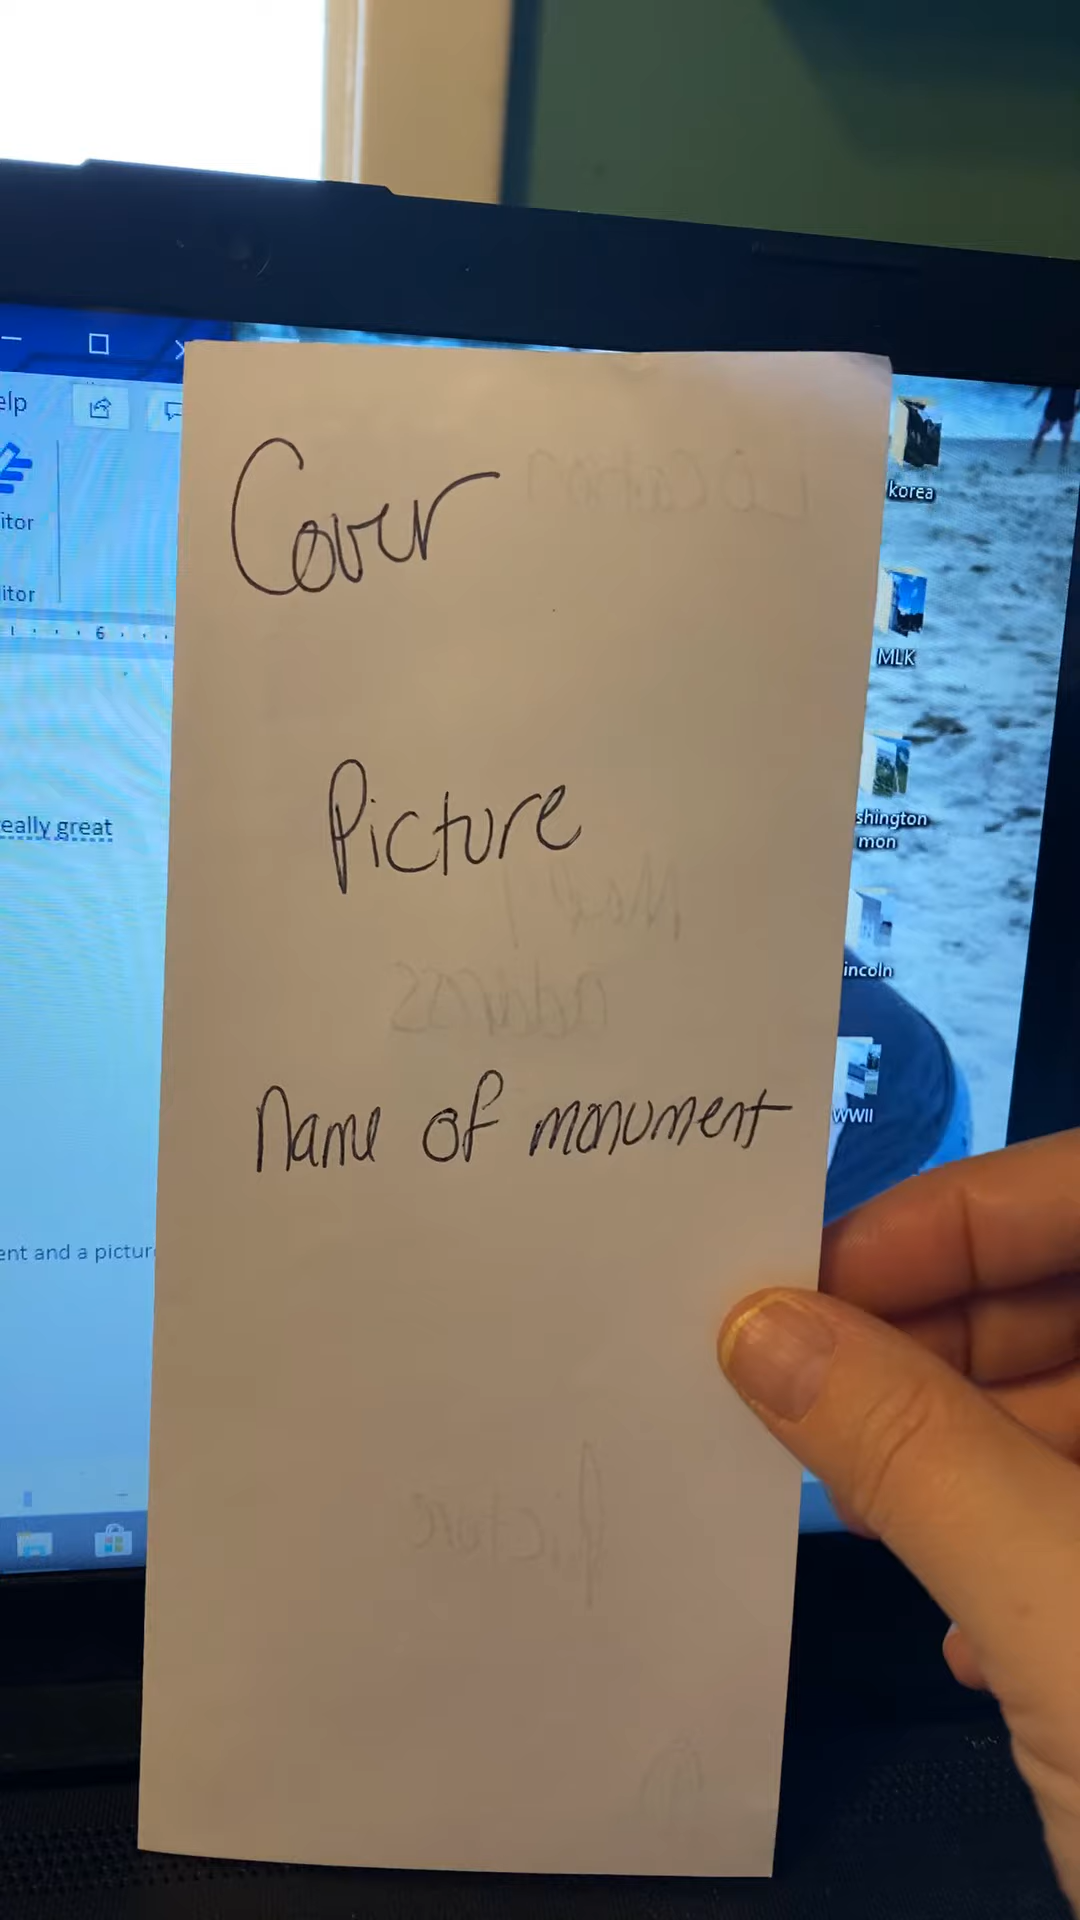 elp
itor
itor
6
eally great
ent and a pictur
Cover
Picture
Name of monument
korea
MLK
shington
mon
incoln
WWII